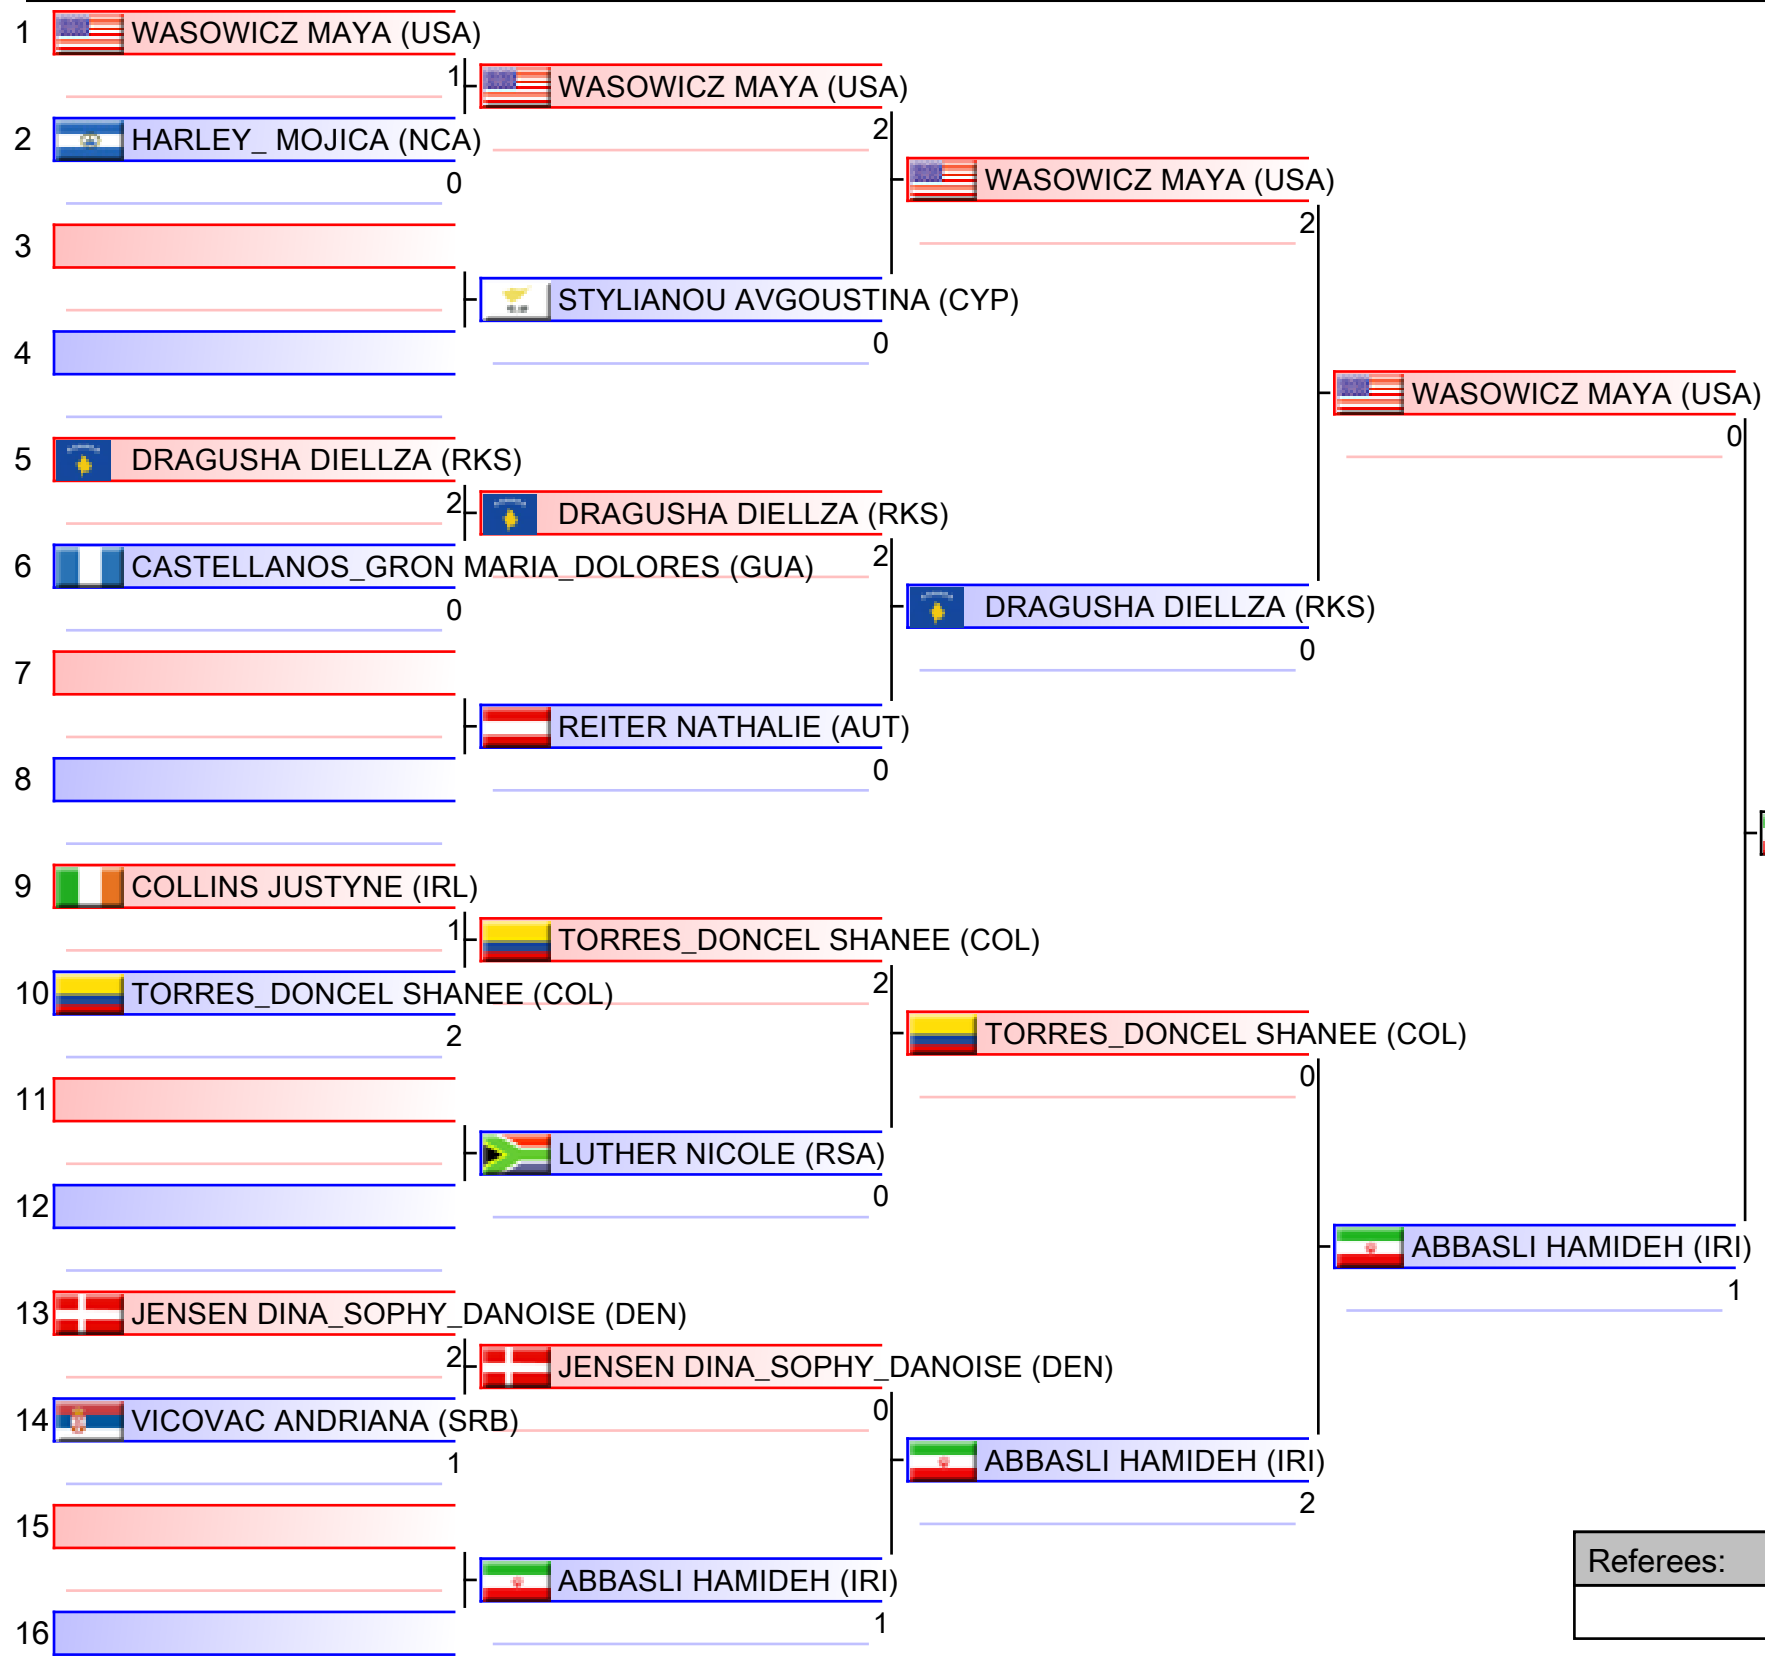 1 WASOWICZ MAYA (USA)
1
WASOWICZ MAYA (USA)
2 HARLEY_ MOJICA (NCA)
2
WASOWICZ MAYA (USA)
0
2
3
STYLIANOU AVGOUSTINA (CYP)
0
4
WASOWICZ MAYA (USA)
0
5 DRAGUSHA DIELLZA (RKS)
2
DRAGUSHA DIELLZA (RKS)
6 CASTELLANOS_GRON MARIA_DOLORES (GUA)
2
DRAGUSHA DIELLZA (RKS)
0
0
7
REITER NATHALIE (AUT)
0
8
9 COLLINS JUSTYNE (IRL)
1
TORRES_DONCEL SHANEE (COL)
10 TORRES_DONCEL SHANEE (COL)
2
TORRES_DONCEL SHANEE (COL)
2
0
11
LUTHER NICOLE (RSA)
0
12
ABBASLI HAMIDEH (IRI)
1
13 JENSEN DINA_SOPHY_DANOISE (DEN)
2
JENSEN DINA_SOPHY_DANOISE (DEN)
14 VICOVAC ANDRIANA (SRB)
0
ABBASLI HAMIDEH (IRI)
1
2
15
ABBASLI HAMIDEH (IRI)
1
16
Referees: